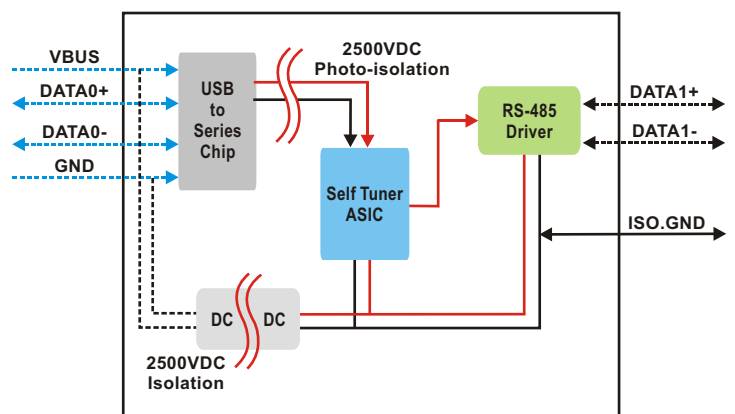 VBUS
DATA0+
DATA0-
GND
USB
to
Series
Chip
2500VDC
Photo-isolation
Self Tuner
ASIC
RS-485
Driver
DATA1+
DATA1-
ISO.GND
DC
DC
2500VDC
Isolation